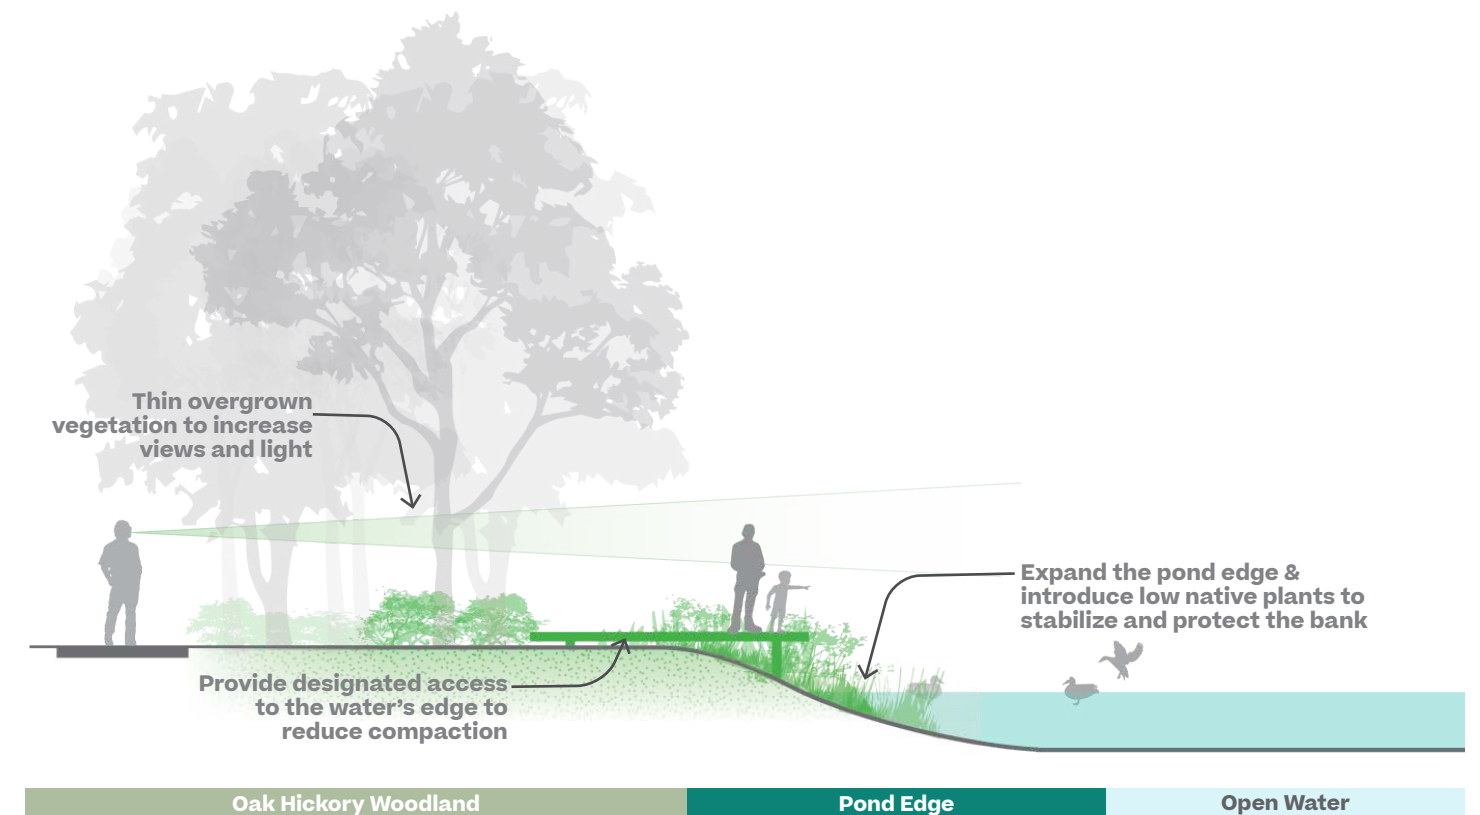 Thin overgrown
vegetation to increase
views and light
Expand the pond edge &
introduce low native plants to
stabilize and protect the bank
Provide designated access
to the water’s edge to
reduce compaction
Oak Hickory Woodland
Pond Edge
Open Water